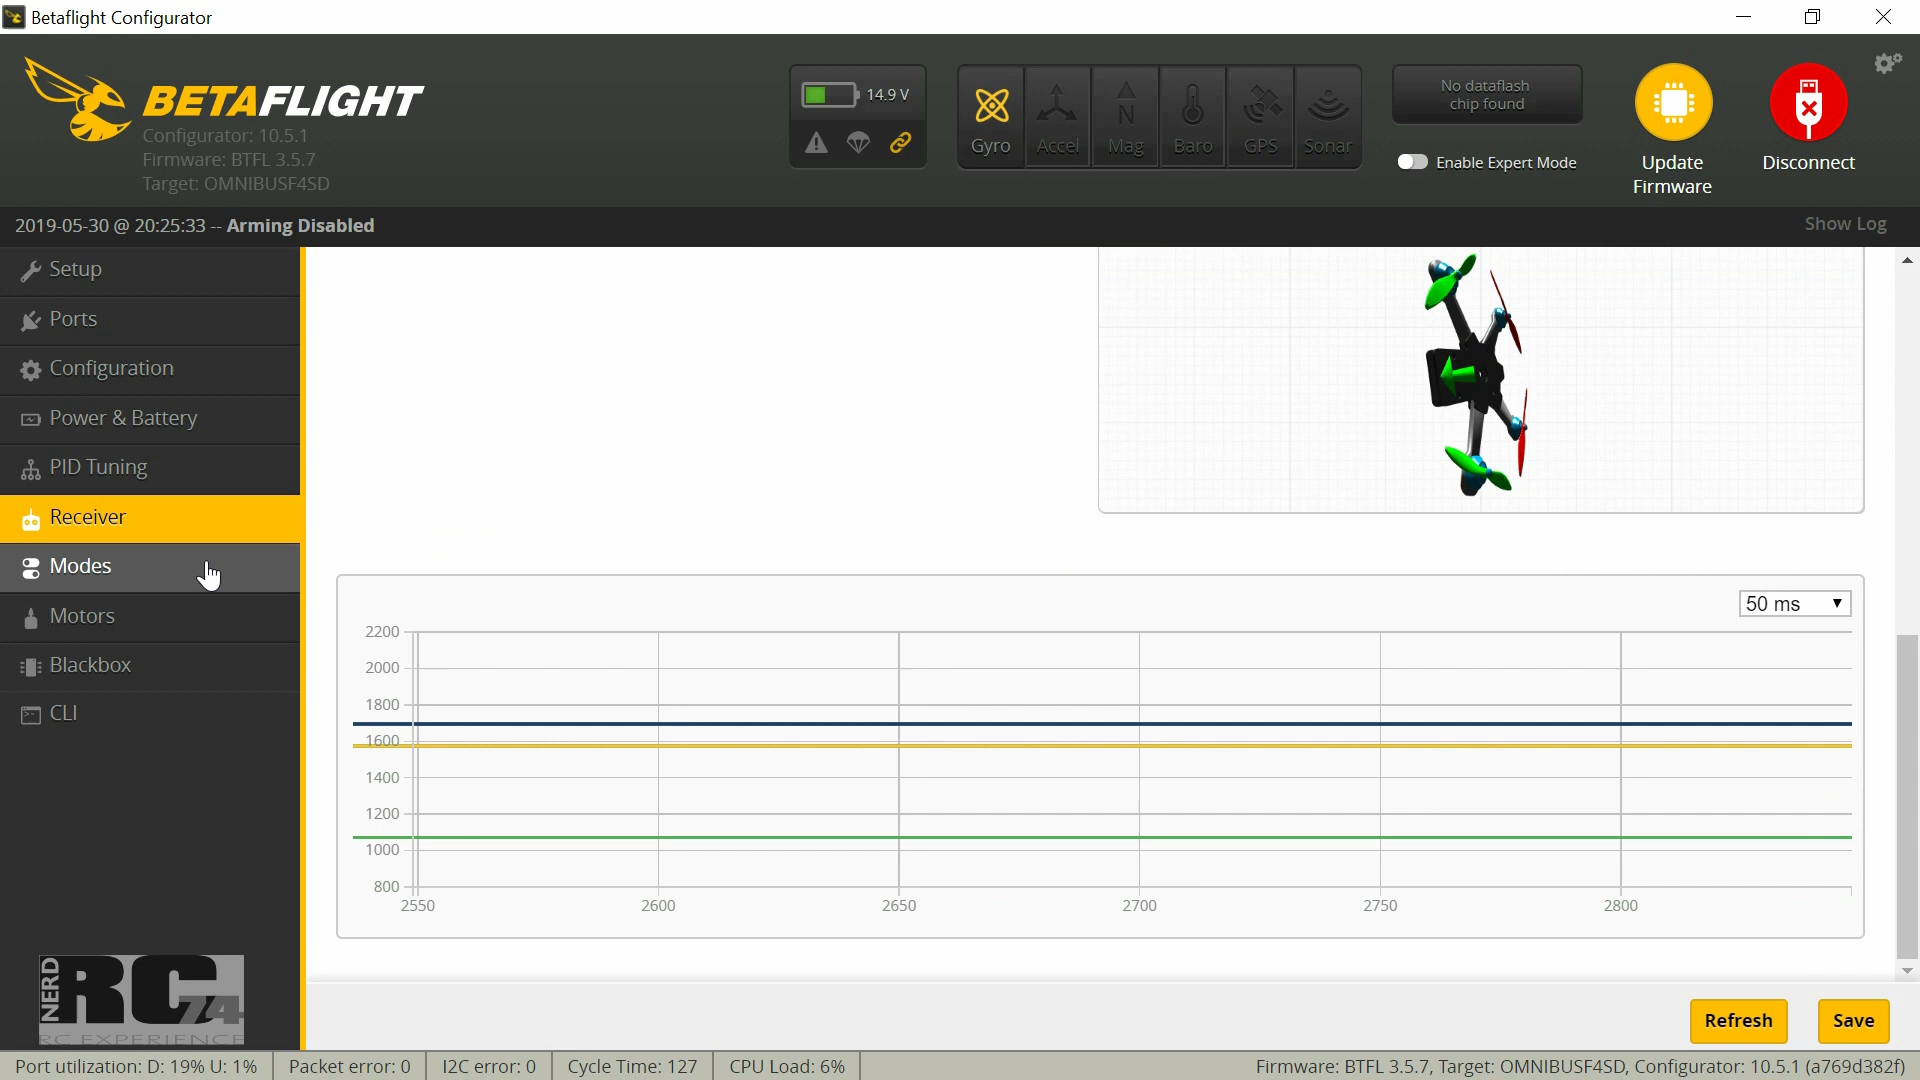 Betaflight Configurator
BETAFLIGHT
Configurator: 10.5.1
Firmware: BTFL 3.5.7
Target: OMNIBUSF4SD
14.9 V
Gyro
Accel
Mag
Baro
GPS
Sonar
No dataflash
chip found
Enable Expert Mode
Update
Firmware
Disconnect
2019-05-30 @ 20:25:33 -- Arming Disabled
Show Log
Setup
Ports
Configuration
Power & Battery
PID Tuning
Receiver
Modes
Motors
Blackbox
CLI
50 ms
2200
2000
1800
1600
1400
1200
1000
800
2550
2600
2650
2700
2750
2800
NERD
RC
74
RC EXPERIENCE
Refresh
Save
Port utilization: D: 19% U: 1%
Packet error: 0
I2C error: 0
Cycle Time: 127
CPU Load: 6%
Firmware: BTFL 3.5.7, Target: OMNIBUSF4SD, Configurator: 10.5.1 (a769d382f)